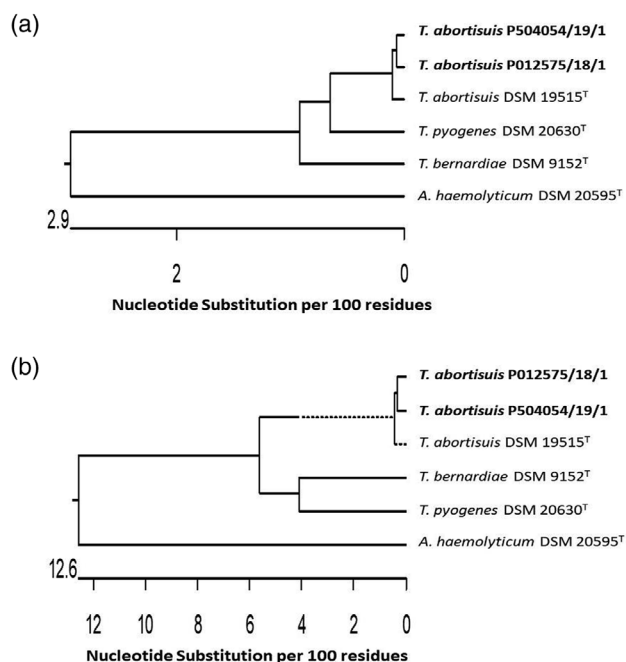 (a)
T. abortisuis P504054/19/1
T. abortisuis P012575/18/1
T. abortisuis DSM 19515ᵀ
T. pyogenes DSM 20630ᵀ
T. bernardiae DSM 9152ᵀ
A. haemolyticum DSM 20595ᵀ
2.9
2 0
Nucleotide Substitution per 100 residues
(b)
T. abortisuis P012575/18/1
T. abortisuis P504054/19/1
T. abortisuis DSM 19515ᵀ
T. bernardiae DSM 9152ᵀ
T. pyogenes DSM 20630ᵀ
A. haemolyticum DSM 20595ᵀ
12.6
12 10 8 6 4 2 0
Nucleotide Substitution per 100 residues